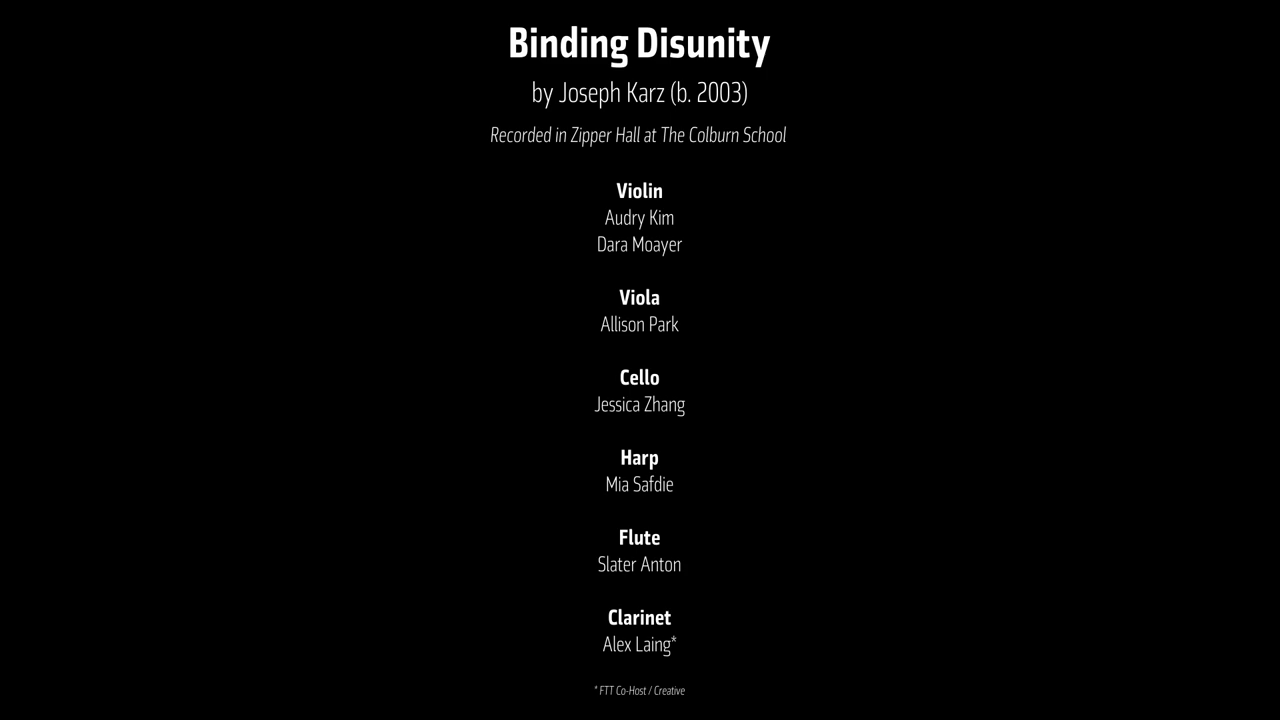 Binding Disunity
by Joseph Karz (b. 2003)
Recorded in Zipper Hall at The Colburn School
Violin
Audry Kim
Dara Moayer
Viola
Allison Park
Cello
Jessica Zhang
Harp
Mia Safdie
Flute
Slater Anton
Clarinet
Alex Laing*
* FTT Co-Host / Creative